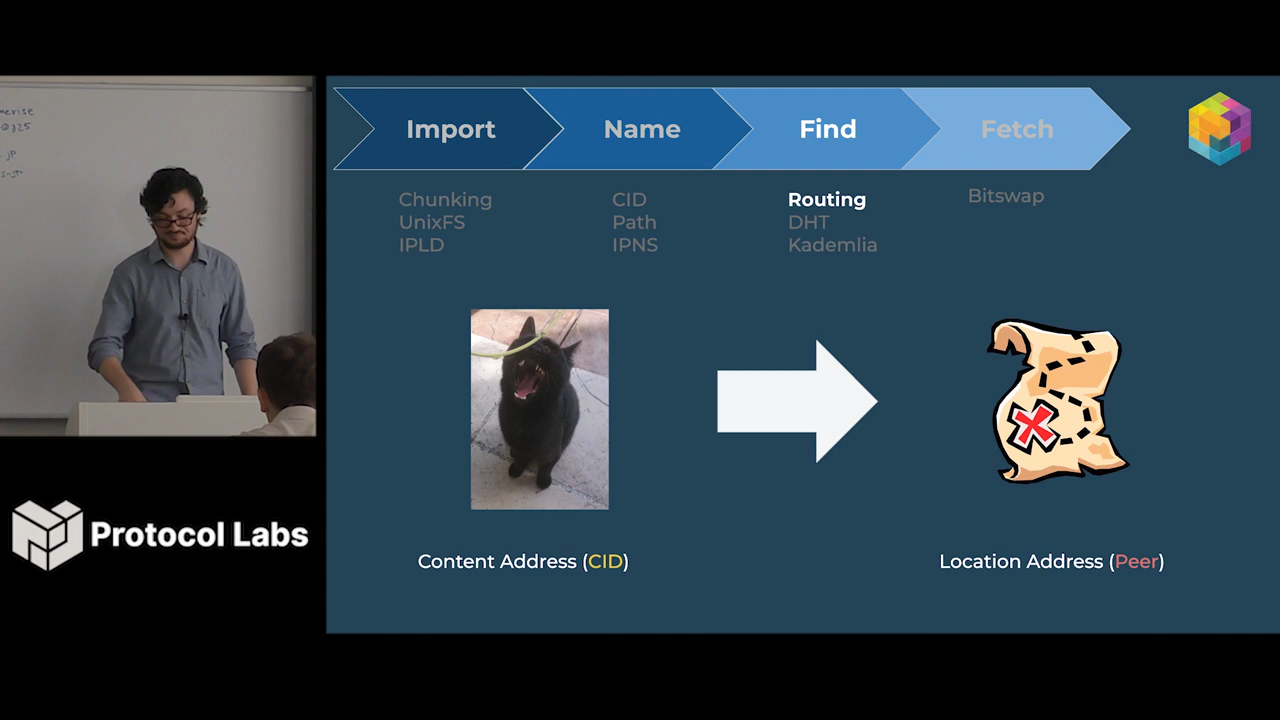 Import
Name
Find
Fetch
Chunking
UnixFS
IPLD
CID
Path
IPNS
Routing
DHT
Kademlia
Bitswap
Content Address (CID)
Location Address (Peer)
Protocol Labs